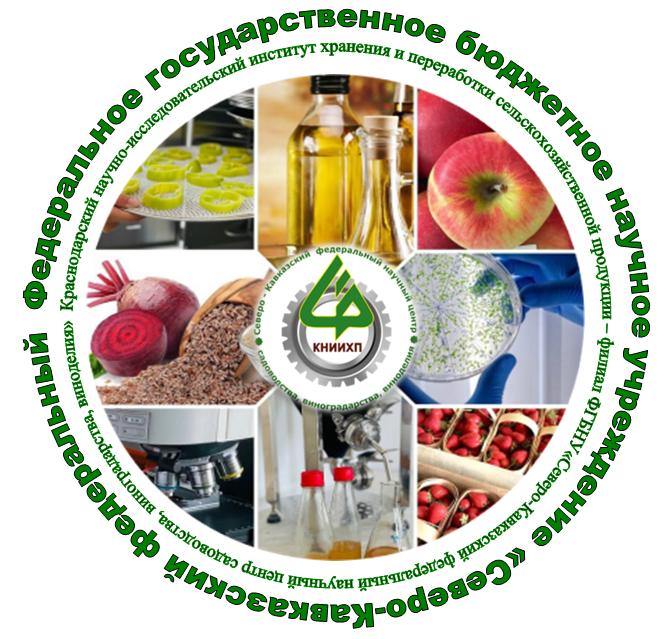 Федеральное государственное бюджетное научное учреждение « Северо-Кавказский федеральный
Краснодарский научно-исследовательский институт хранения и переработки сельскохозяйственной продукции – филиал ФГБНУ «Северо-Кавказский федеральный научный центр садоводства, виноградарства, виноделия»
Северо - Кавказский федеральный научный центр
садоводства, виноградарства, виноделия
КНИИХП